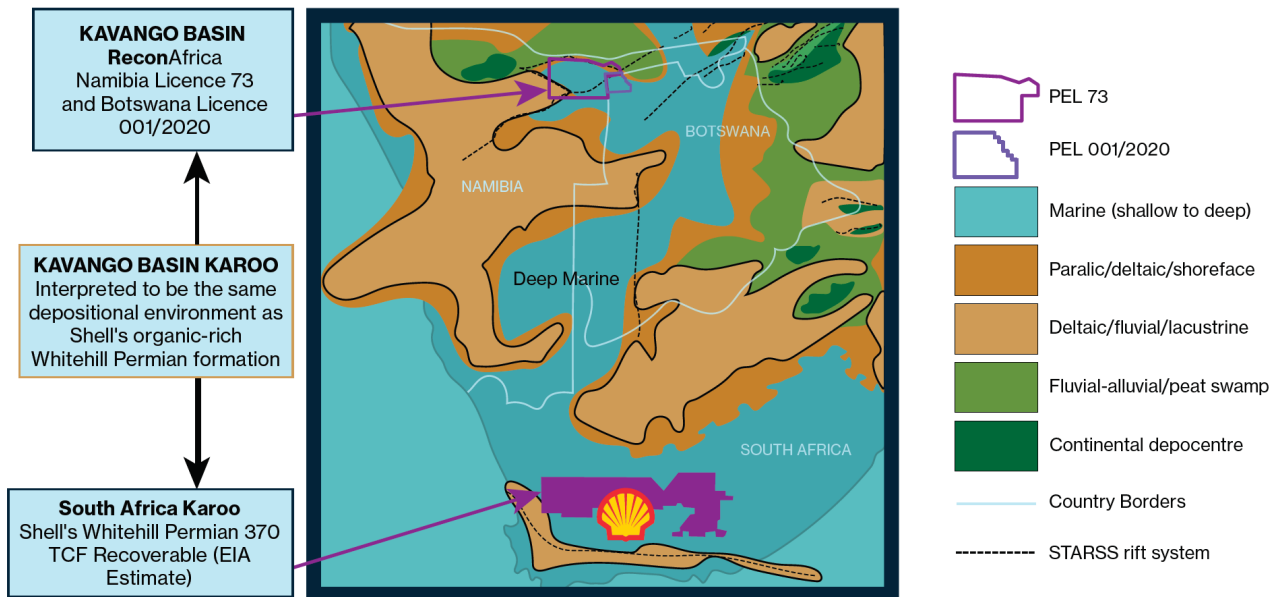 KAVANGO BASIN
ReconAfrica
Namibia Licence 73
and Botswana Licence
001/2020
KAVANGO BASIN KAROO
Interpreted to be the same
depositional environment as
Shell's organic-rich
Whitehill Permian formation
South Africa Karoo
Shell's Whitehill Permian 370
TCF Recoverable (EIA
Estimate)
BOTSWANA
NAMIBIA
Deep Marine
SOUTH AFRICA
PEL 73
PEL 001/2020
Marine (shallow to deep)
Paralic/deltaic/shoreface
Deltaic/fluvial/lacustrine
Fluvial-alluvial/peat swamp
Continental depocentre
Country Borders
STARSS rift system